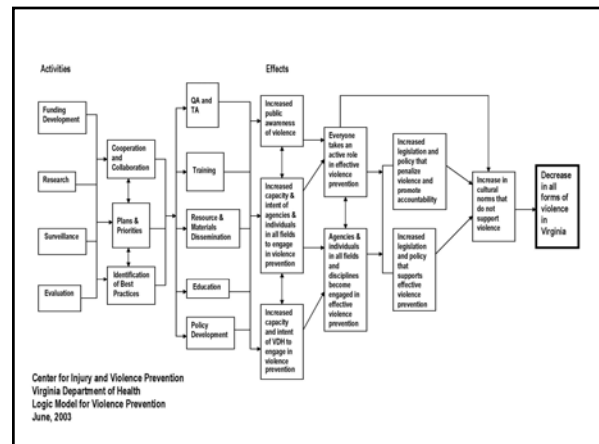 Activities
Effects
Funding
Development
Research
Surveillance
Evaluation
Cooperation
and
Collaboration
Plans &
Priorities
Identification
of Best
Practices
QA and
TA
Training
Resource &
Materials
Dissemination
Education
Policy
Development
Increased
public
awareness
of violence
Increased
capacity &
intent of
agencies &
individuals
in all fields
to engage
in violence
prevention
Increased
capacity and
intent of
VDH to
engage in
violence
prevention
Everyone
takes an
active role
in effective
violence
prevention
Agencies &
individuals
in all fields
and
disciplines
become
engaged in
effective
violence
prevention
Increased
legislation and
policy that
penalize
violence and
promote
accountability
Increased
legislation
and policy
that
supports
effective
violence
prevention
Increase in
cultural
norms that
do not
support
violence
Decrease
in all
forms of
violence
in
Virginia
Center for Injury and Violence Prevention
Virginia Department of Health
Logic Model for Violence Prevention
June, 2003